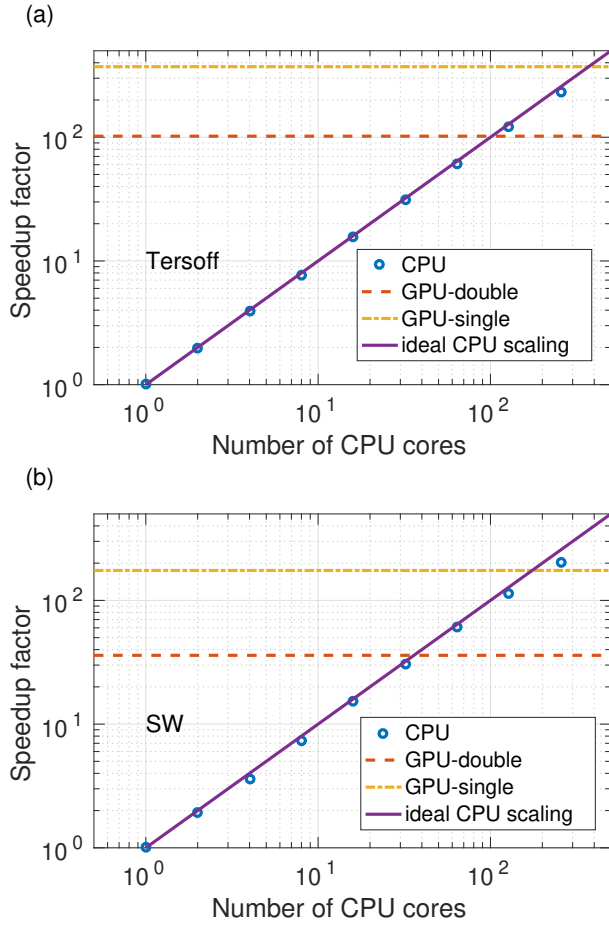 (a)
Speedup factor
10^2
10^1
10^0
Tersoff
CPU
GPU-double
GPU-single
ideal CPU scaling
10^0 10^1 10^2
Number of CPU cores
(b)
Speedup factor
10^2
10^1
10^0
SW
CPU
GPU-double
GPU-single
ideal CPU scaling
10^0 10^1 10^2
Number of CPU cores